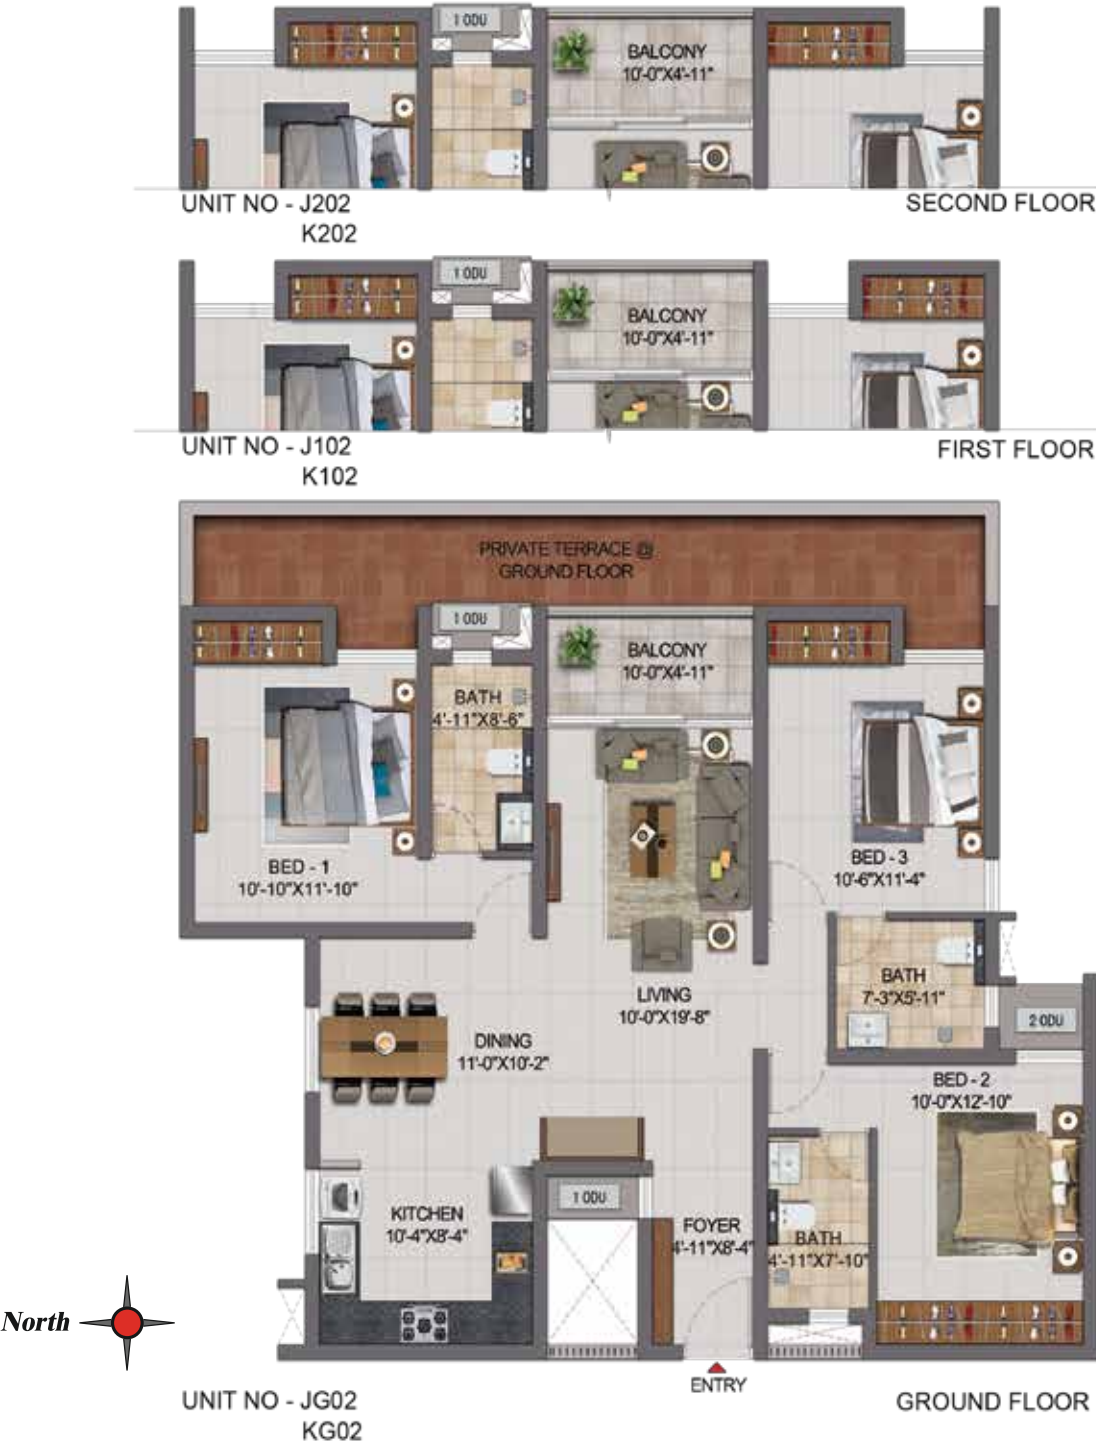 1 ODU
BALCONY
10'-0"X4'-11"
UNIT NO - J202
K202
SECOND FLOOR
1 ODU
BALCONY
10'-0"X4'-11"
UNIT NO - J102
K102
FIRST FLOOR
PRIVATE TERRACE @
GROUND FLOOR
1 ODU
BALCONY
10'-0"X4'-11"
BATH
4'-11"X8'-6"
BED - 1
10'-10"X11'-10"
BED - 3
10'-6"X11'-4"
BATH
7'-3"X5'-11"
LIVING
10'-0"X19'-8"
2 ODU
DINING
11'-0"X10'-2"
BED - 2
10'-0"X12'-10"
1 ODU
KITCHEN
10'-4"X8'-4"
FOYER
4'-11"X8'-4"
BATH
4'-11"X7'-10"
North
ENTRY
UNIT NO - JG02
KG02
GROUND FLOOR